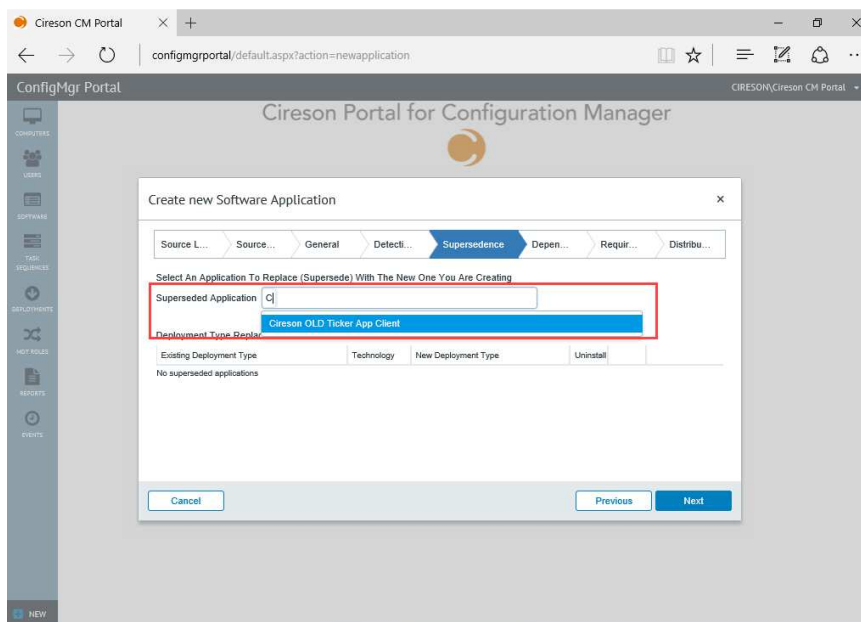 Cireson CM Portal
configmgrportal/default.aspx?action=newapplication
ConfigMgr Portal
CIRESON\Cireson CM Portal
Cireson Portal for Configuration Manager
COMPUTERS
USERS
SOFTWARE
TASK
SEQUENCES
DEPLOYMENTS
HOT ROLES
REPORTS
EVENTS
NEW
Create new Software Application
Source L... Source... General Detecti... Supersedence Depen... Requir... Distribu...
Select An Application To Replace (Supersede) With The New One You Are Creating
Superseded Application C
Cireson OLD Ticker App Client
Deployment Type Replac
Existing Deployment Type Technology New Deployment Type Uninstall
No superseded applications
Cancel Previous Next